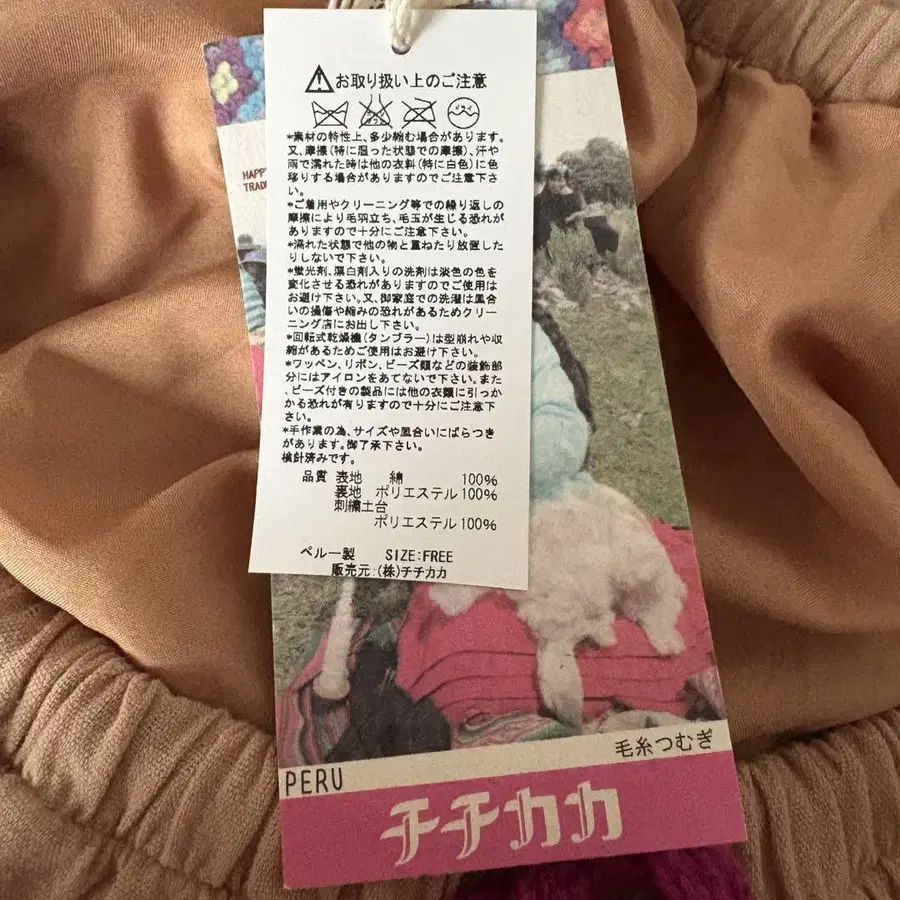 お取り扱い上のご注意
ドライ
*素材の特性上、多少縮む場合があります。
又、摩擦(特に湿った状態での摩擦)、汗や
雨で濡れた時は他の衣料(特に白色)に色
移りする場合がありますのでご注意下さ
い。
*ご着用やクリーニング等での繰り返しの
摩擦により毛羽立ち、毛玉が生じる恐れが
ありますので十分にご注意下さい。
*濡れた状態で他の物と重ねたり放置した
りしないで下さい。
*蛍光剤、漂白剤入りの洗剤は淡色の色を
変化させる恐れがありますのでご使用は
お避け下さい。又、御家庭での洗濯は風合
いの損傷や縮みの恐れがあるためクリー
ニング店にお出し下さい。
*回転式乾燥機(タンブラー)は型崩れや収
縮があるためご使用はお避け下さい。
*ワッペン、リボン、ビーズ類などの装飾部
分にはアイロンをあてないで下さい。また
、ビーズ付きの製品には他の衣類に引っか
かる恐れが有りますので十分にご注意下
さい。
*手作業の為、サイズや風合いにばらつき
があります。御了承下さい。
検針済みです。
品質 表地 綿 100%
裏地 ポリエステル 100%
刺繍土台
ポリエステル 100%
ペルー製 SIZE:FREE
販売元:(株)チチカカ
HAPP
TRAD
毛糸つむぎ
PERU
チチカカ